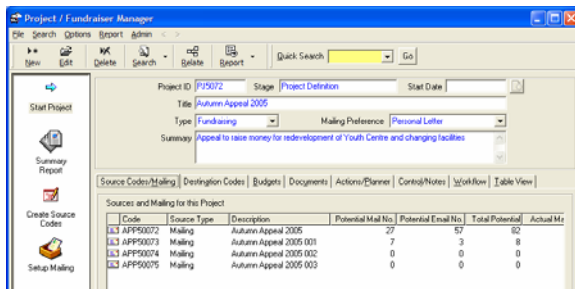 Project / Fundraiser Manager
File Search Options Report Admin < >
New Edit Delete Search Relate Report Quick Search Go
Project ID PJ5072 Stage Project Definition Start Date
Start Project
Title Autumn Appeal 2005
Type Fundraising Mailing Preference Personal Letter
Summary Appeal to raise money for redevelopment of Youth Centre and changing facilities
Summary Report
Source Codes/Mailing Destington Codes Budgets Documents Actions/Planner Control/Notes Workflow Table View
Create Source Codes
Setup Mailing
Sources and Mailing for this Project
Code Source Type Description Potential Mail No. Potential Email No. Total Potential Actual Ma
APP50072 Mailing Autumn Appeal 2005 27 57 82
APP50073 Mailing Autumn Appeal 2005 001 7 3 8
APP50074 Mailing Autumn Appeal 2005 002 0 0 0
APP50075 Mailing Autumn Appeal 2005 003 0 0 0